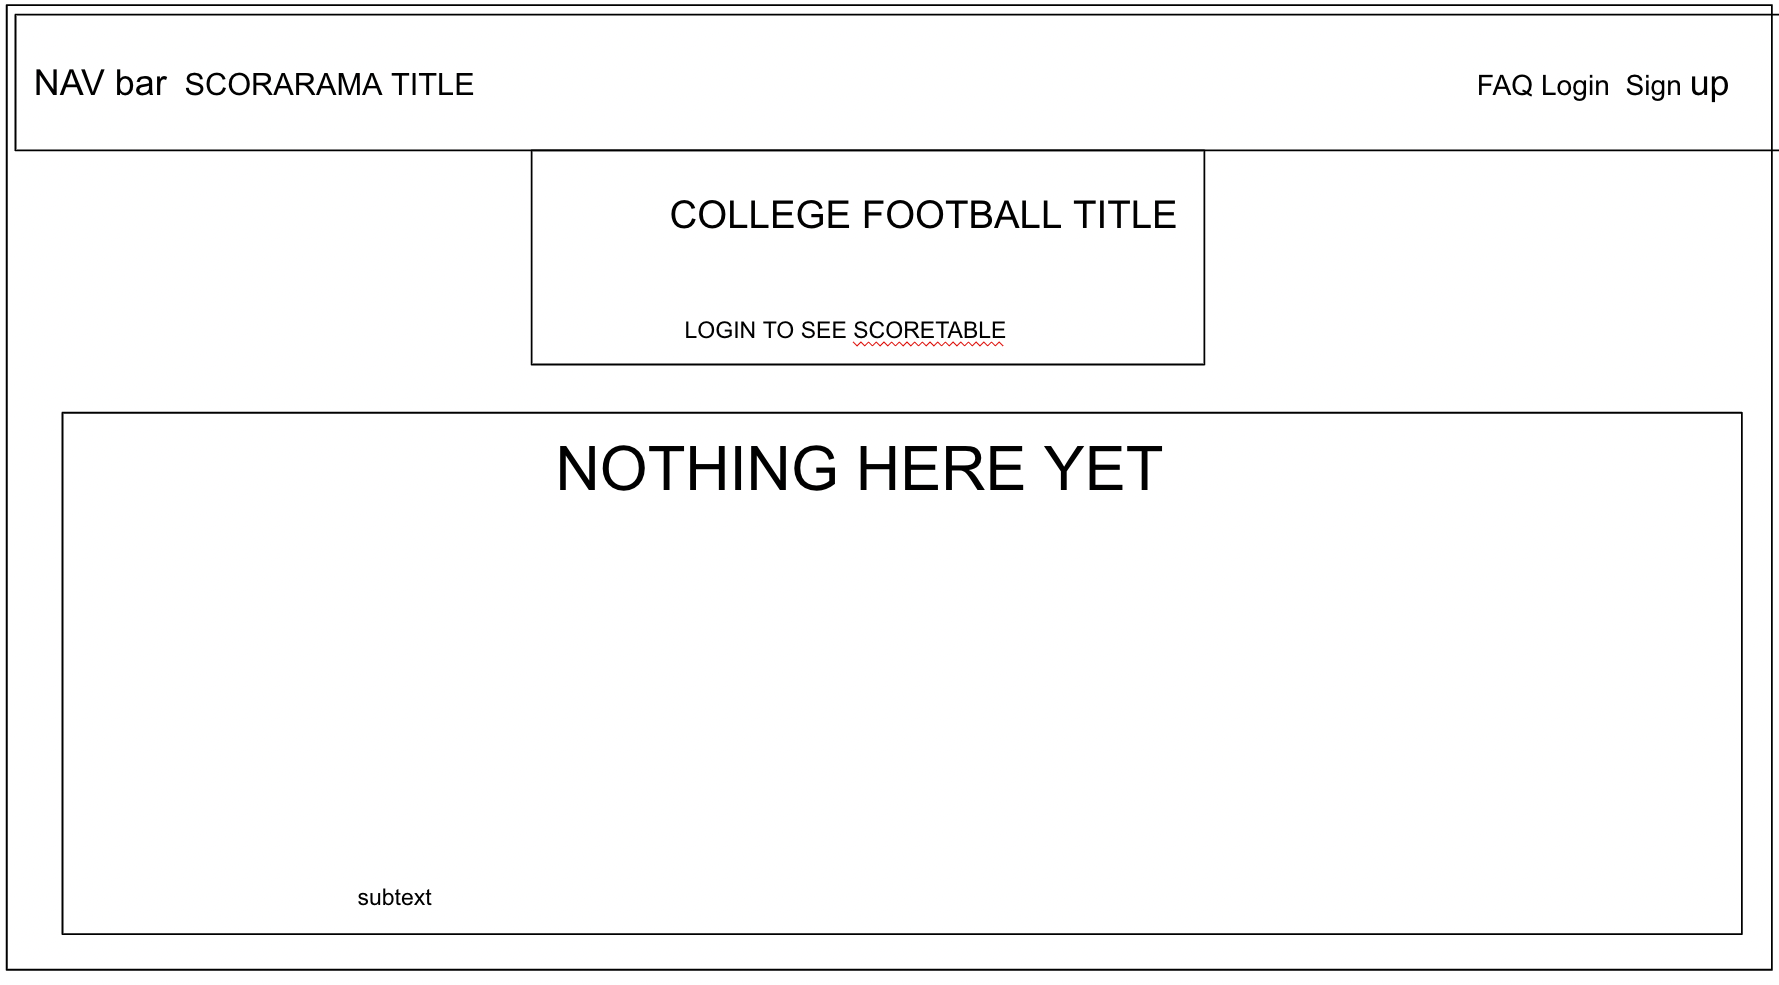 NAV bar SCORARAMA TITLE
FAQ Login Sign up
COLLEGE FOOTBALL TITLE
LOGIN TO SEE SCORETABLE
NOTHING HERE YET
subtext